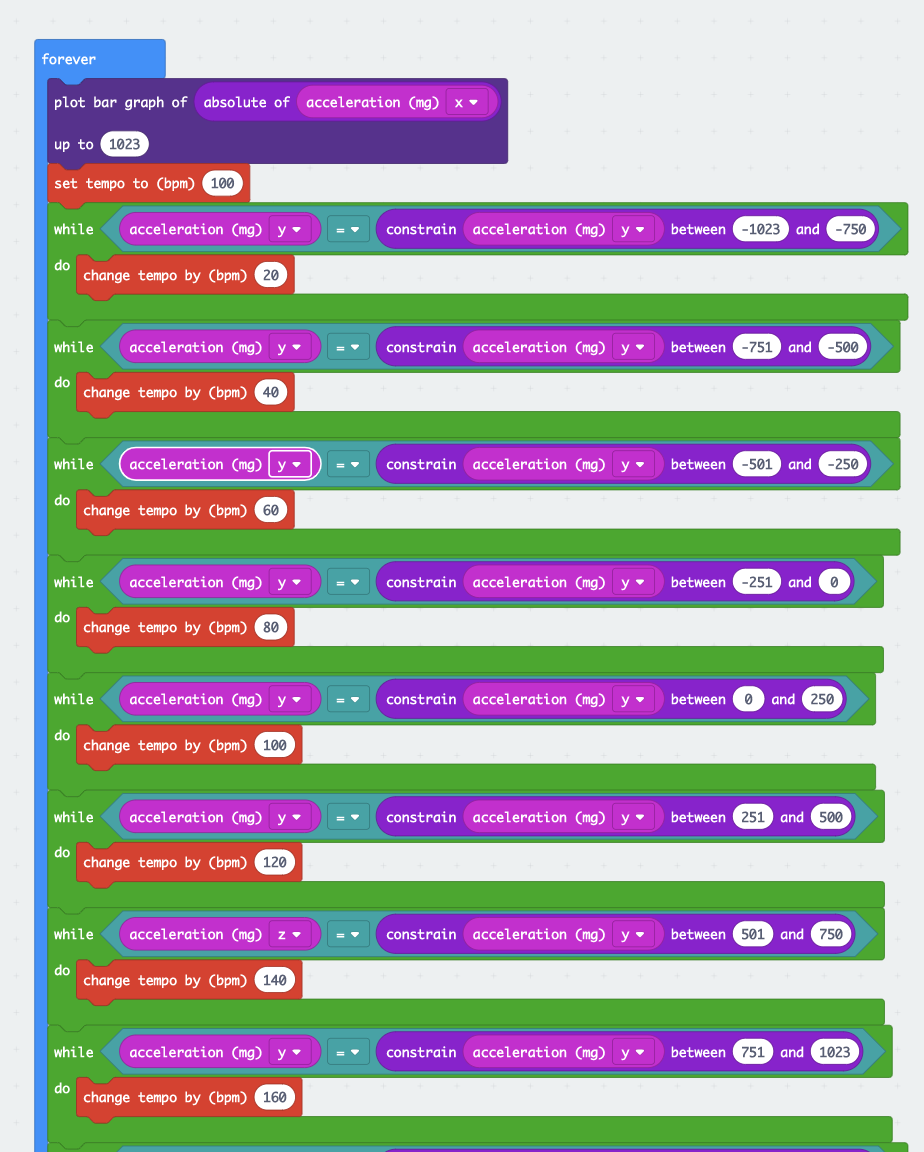 forever
plot bar graph of absolute of acceleration (mg) x
up to 1023
set tempo to (bpm) 100
while acceleration (mg) y = constrain acceleration (mg) y between -1023 and -750
do change tempo by (bpm) 20
while acceleration (mg) y = constrain acceleration (mg) y between -751 and -500
do change tempo by (bpm) 40
while acceleration (mg) y = constrain acceleration (mg) y between -501 and -250
do change tempo by (bpm) 60
while acceleration (mg) y = constrain acceleration (mg) y between -251 and 0
do change tempo by (bpm) 80
while acceleration (mg) y = constrain acceleration (mg) y between 0 and 250
do change tempo by (bpm) 100
while acceleration (mg) y = constrain acceleration (mg) y between 251 and 500
do change tempo by (bpm) 120
while acceleration (mg) z = constrain acceleration (mg) y between 501 and 750
do change tempo by (bpm) 140
while acceleration (mg) y = constrain acceleration (mg) y between 751 and 1023
do change tempo by (bpm) 160